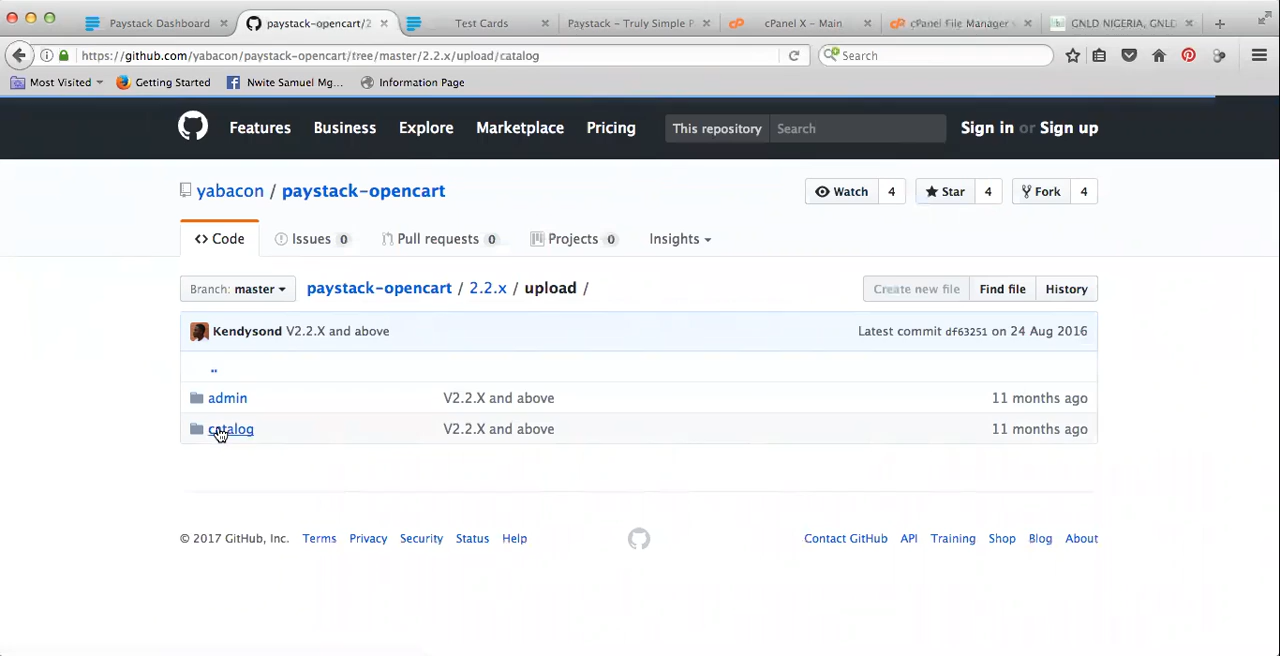 Paystack Dashboard
paystack-opencart/2
Test Cards
Paystack – Truly Simple P
cPanel X - Main
cPanel File Manager
GNLD NIGERIA, GNLD
https://github.com/yabacon/paystack-opencart/tree/master/2.2.x/upload/catalog
Search
Most Visited
Getting Started
Nwite Samuel Mg...
Information Page
Features Business Explore Marketplace Pricing This repository Search Sign in or Sign up
yabacon / paystack-opencart
Watch 4 Star 4 Fork 4
Code Issues 0 Pull requests 0 Projects 0 Insights
Branch: master paystack-opencart / 2.2.x / upload / Create new file Find file History
Kendysond V2.2.X and above Latest commit df63251 on 24 Aug 2016
..
admin V2.2.X and above 11 months ago
catalog V2.2.X and above 11 months ago
© 2017 GitHub, Inc. Terms Privacy Security Status Help Contact GitHub API Training Shop Blog About